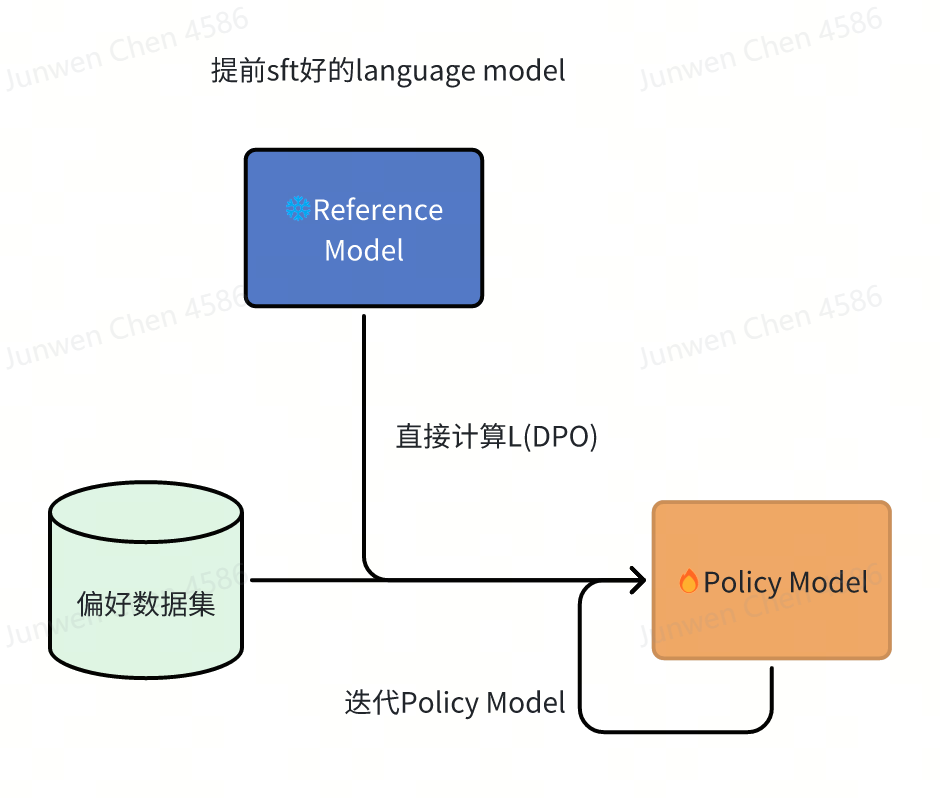 Junwen Chen 4586
Junwen Chen 4586
提前sft好的language model
Reference
Model
Junwen Chen 4586
Junwen Chen 4586
直接计算L(DPO)
偏好数据集
Junwen Chen 4586
Policy Model
Junwen Chen 4586
迭代Policy Model